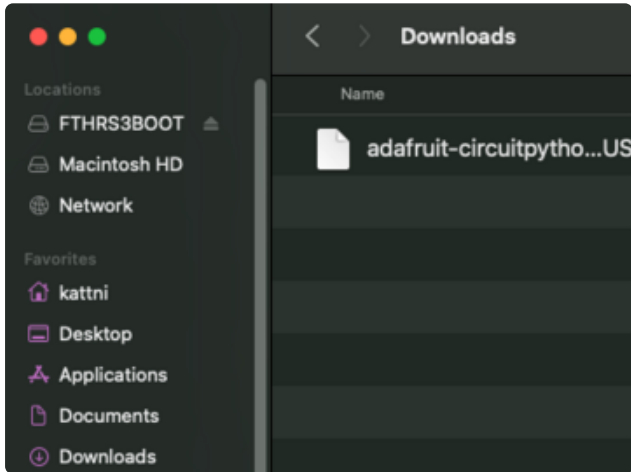 Locations
FTHRS3BOOT
Macintosh HD
Network
Favorites
kattni
Desktop
Applications
Documents
Downloads
Downloads
Name
adafruit-circuitpytho...US